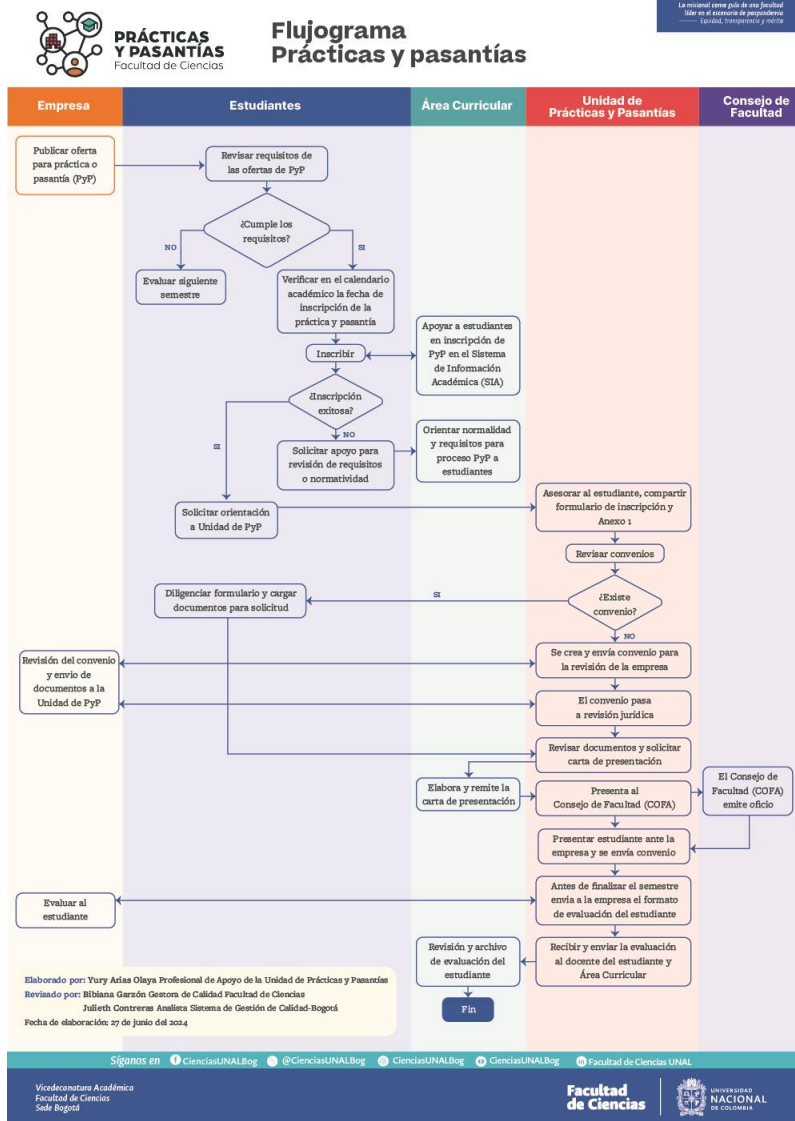 PRÁCTICAS
Y PASANTÍAS
Facultad de Ciencias
Flujograma
Prácticas y pasantías
La misional como guía de una facultad
líder en el escenario de pospandemia
Equidad, transparencia y mérito
Empresa
Estudiantes
Área Curricular
Unidad de
Prácticas y Pasantías
Consejo de
Facultad
Publicar oferta
para práctica o
pasantía (PyP)
Revisar requisitos de
las ofertas de PyP
¿Cumple los
requisitos?
NO
SI
Evaluar siguiente
semestre
Verificar en el calendario
académico la fecha de
inscripción de la
práctica y pasantía
Inscribir
Apoyar a estudiantes
en inscripción de
PyP en el Sistema
de Información
Académica (SIA)
¿Inscripción
exitosa?
SI
NO
Solicitar apoyo para
revisión de requisitos
o normatividad
Orientar normalidad
y requisitos para
proceso PyP a
estudiantes
Solicitar orientación
a Unidad de PyP
Asesorar al estudiante, compartir
formulario de inscripción y
Anexo 1
Revisar convenios
¿Existe
convenio?
SI
NO
Diligenciar formulario y cargar
documentos para solicitud
Se crea y envía convenio para
la revisión de la empresa
Revisión del convenio
y envio de
documentos a la
Unidad de PyP
El convenio pasa
a revisión jurídica
Revisar documentos y solicitar
carta de presentación
Elabora y remite la
carta de presentación
Presenta al
Consejo de Facultad (COFA)
El Consejo de
Facultad (COFA)
emite oficio
Presentar estudiante ante la
empresa y se envía convenio
Antes de finalizar el semestre
envia a la empresa el formato
de evaluación del estudiante
Evaluar al
estudiante
Recibir y enviar la evaluación
al docente del estudiante y
Área Curricular
Revisión y archivo
de evaluación del
estudiante
Fin
Elaborado por: Yury Arias Olaya Profesional de Apoyo de la Unidad de Prácticas y Pasantías
Revisado por: Bibiana Garzón Gestora de Calidad Facultad de Ciencias
Julieth Contreras Analista Sistema de Gestión de Calidad-Bogotá
Fecha de elaboración: 27 de junio del 2024
Síganos en CienciasUNALBog @CienciasUNALBog CienciasUNALBog CienciasUNALBog Facultad de Ciencias UNAL
Vicedecanatura Académica
Facultad de Ciencias
Sede Bogotá
Facultad
de Ciencias
UNIVERSIDAD
NACIONAL
DE COLOMBIA